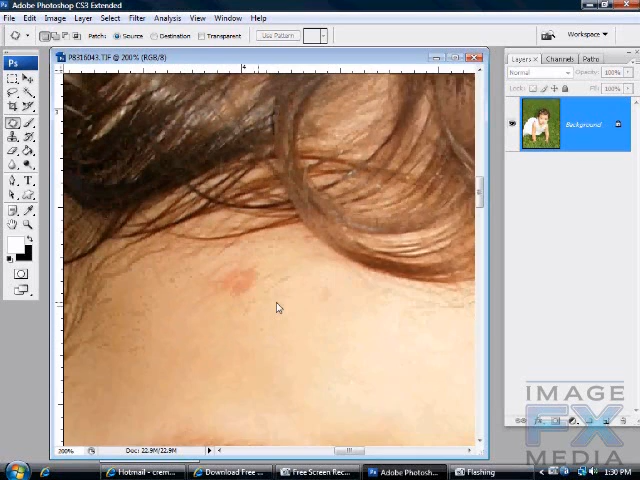 Adobe Photoshop CS3 Extended
File Edit Image Layer Select Filter Analysis View Window Help
Patch: Source Destination Transparent Use Pattern Workspace
Ps
P8316043.TIF @ 200% (RGB/8)
4
Layers Channels Paths
Normal Opacity: 100%
Lock: Fill: 100%
Background
200% Doc: 22.9M/22.9M
IMAGE
FX
MEDIA
Hotmail - crem... Download Free ... Free Screen Rec... Adobe Photosh... Flashing 1:30 PM